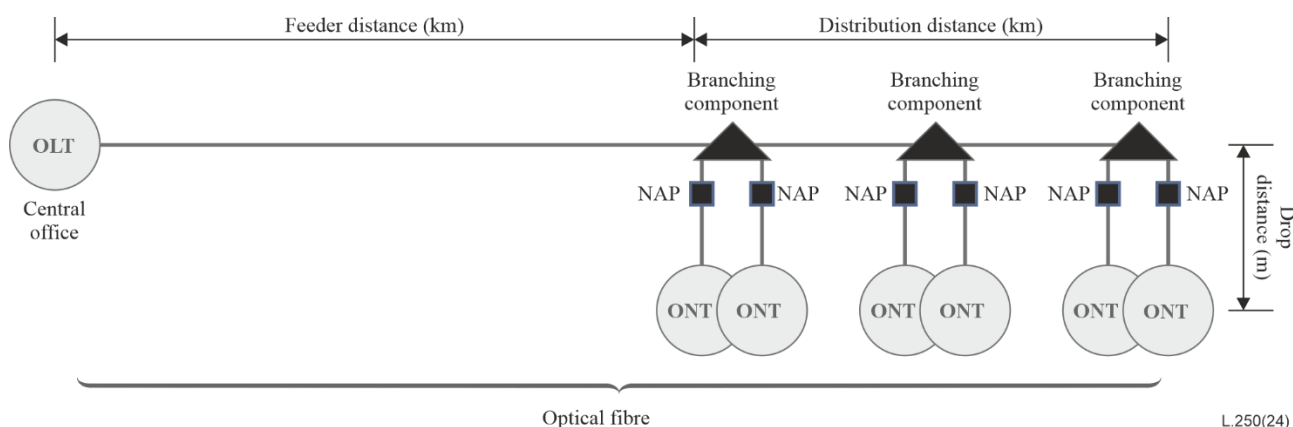 Feeder distance (km)
Distribution distance (km)
Branching
component
Branching
component
Branching
component
OLT
Central
office
NAP
NAP
NAP
NAP
NAP
NAP
Drop
distance (m)
ONT
ONT
ONT
ONT
ONT
ONT
Optical fibre
L.250(24)